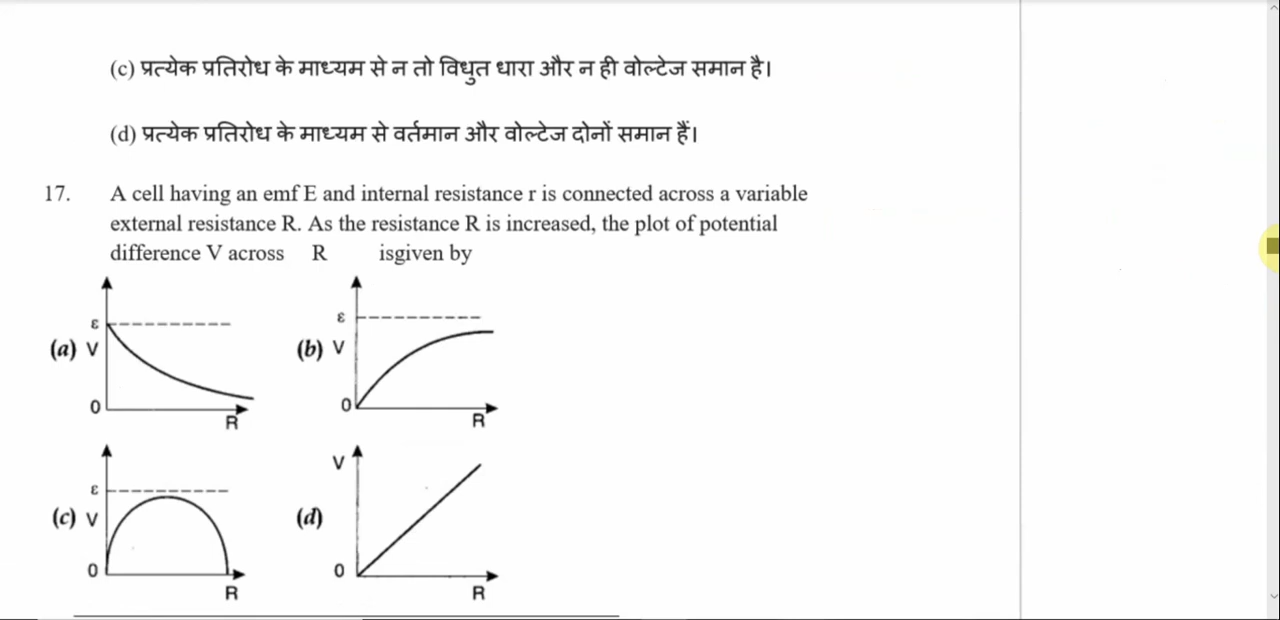 (c) प्रत्येक प्रतिरोध के माध्यम से न तो विधुत धारा और न ही वोल्टेज समान है।
(d) प्रत्येक प्रतिरोध के माध्यम से वर्तमान और वोल्टेज दोनों समान हैं।
17. A cell having an emf E and internal resistance r is connected across a variable
external resistance R. As the resistance R is increased, the plot of potential
difference V across R isgiven by
ε
(a) V
0
R
ε
(b) V
0
R
ε
(c) V
0
R
V
(d)
0
R